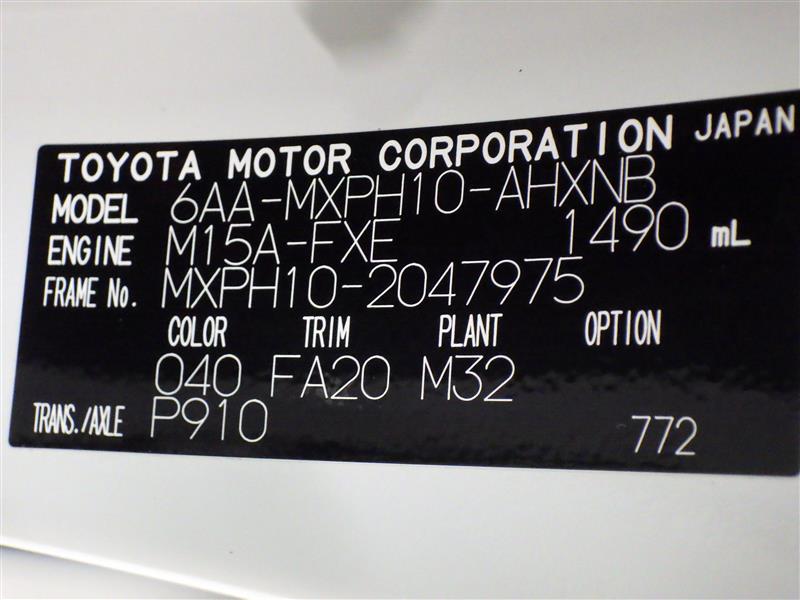 TOYOTA MOTOR CORPORATION JAPAN
MODEL 6AA-MXPH10-AHXNB
ENGINE M15A-FXE 1490 mL
FRAME No. MXPH10-2047975
COLOR TRIM PLANT OPTION
040 FA20 M32
TRANS./AXLE P910 772